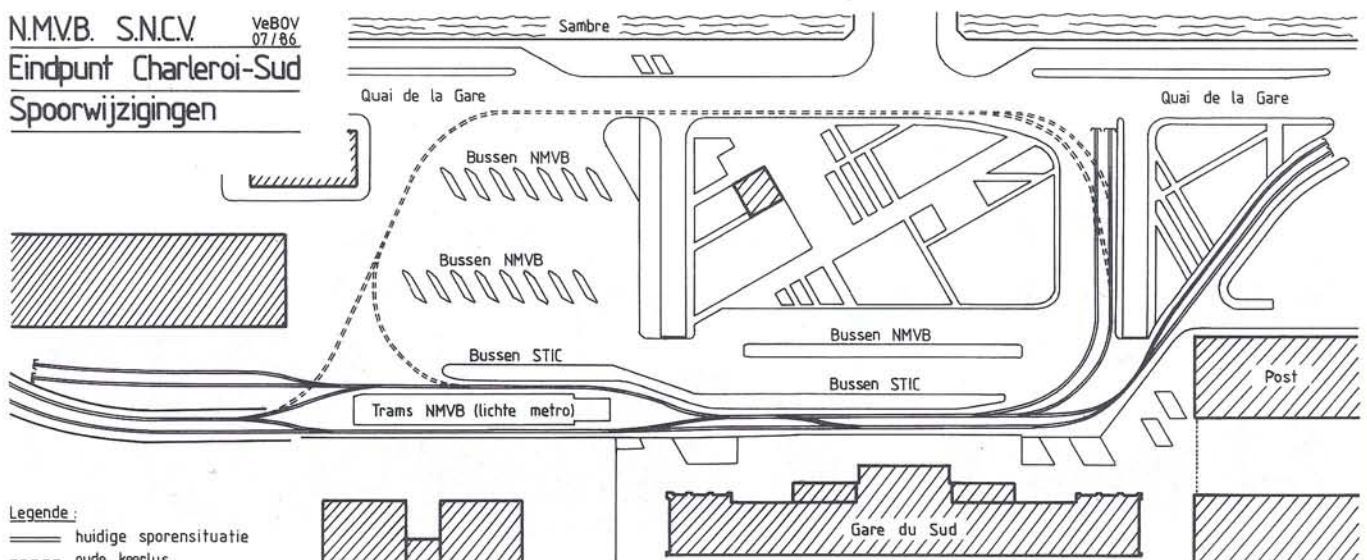 N.M.V.B. S.N.C.V. VeBOV
07/86
Eindpunt Charleroi-Sud
Spoorwijzigingen
Sambre
Quai de la Gare
Quai de la Gare
Bussen NMVB
Bussen NMVB
Bussen NMVB
Bussen STIC
Bussen STIC
Post
Trams NMVB (lichte metro)
Gare du Sud
Legende :
huidige sporensituatie
oude keerlus